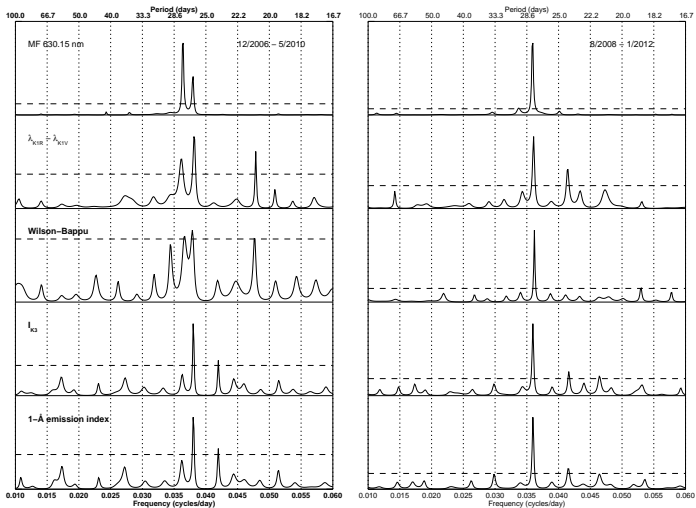 Period (days)
100.0 66.7 50.0 40.0 33.3 28.6 25.0 22.2 20.0 18.2 16.7
MF 630.15 nm
12/2006 − 5/2010
λK1R − λK1V
Wilson−Bappu
IK3
1−Å emission index
0.010 0.015 0.020 0.025 0.030 0.035 0.040 0.045 0.050 0.055 0.060
Frequency (cycles/day)
Period (days)
100.0 66.7 50.0 40.0 33.3 28.6 25.0 22.2 20.0 18.2 16.7
8/2008 ÷ 1/2012
0.010 0.015 0.020 0.025 0.030 0.035 0.040 0.045 0.050 0.055 0.060
Frequency (cycles/day)